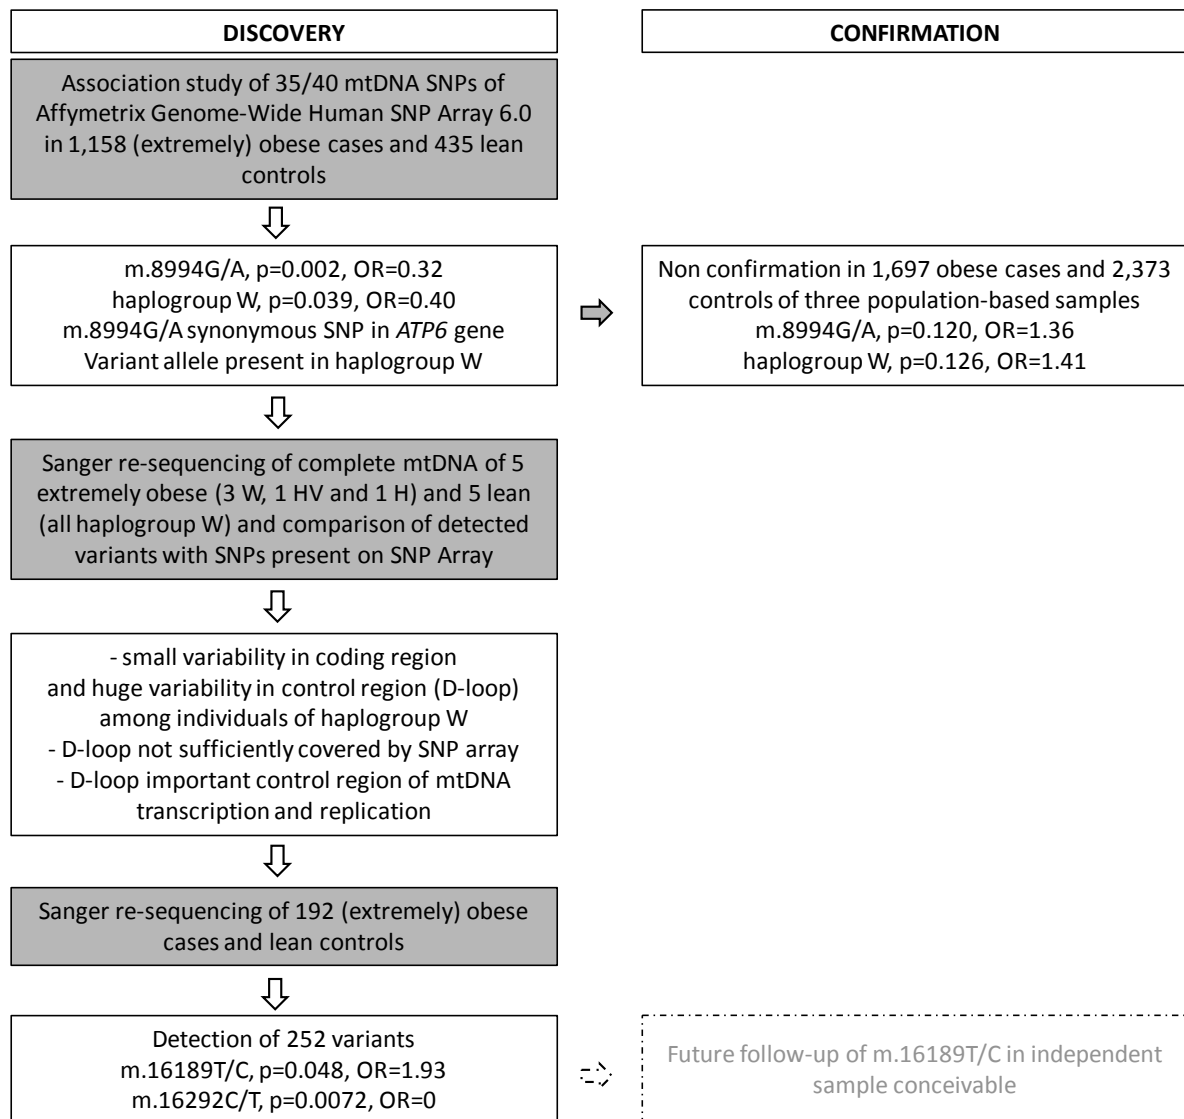 DISCOVERY
CONFIRMATION
Association study of 35/40 mtDNA SNPs of
Affymetrix Genome-Wide Human SNP Array 6.0
in 1,158 (extremely) obese cases and 435 lean
controls
m.8994G/A, p=0.002, OR=0.32
haplogroup W, p=0.039, OR=0.40
m.8994G/A synonymous SNP in ATP6 gene
Variant allele present in haplogroup W
Non confirmation in 1,697 obese cases and 2,373
controls of three population-based samples
m.8994G/A, p=0.120, OR=1.36
haplogroup W, p=0.126, OR=1.41
Sanger re-sequencing of complete mtDNA of 5
extremely obese (3 W, 1 HV and 1 H) and 5 lean
(all haplogroup W) and comparison of detected
variants with SNPs present on SNP Array
- small variability in coding region
and huge variability in control region (D-loop)
among individuals of haplogroup W
- D-loop not sufficiently covered by SNP array
- D-loop important control region of mtDNA
transcription and replication
Sanger re-sequencing of 192 (extremely) obese
cases and lean controls
Detection of 252 variants
m.16189T/C, p=0.048, OR=1.93
m.16292C/T, p=0.0072, OR=0
Future follow-up of m.16189T/C in independent
sample conceivable